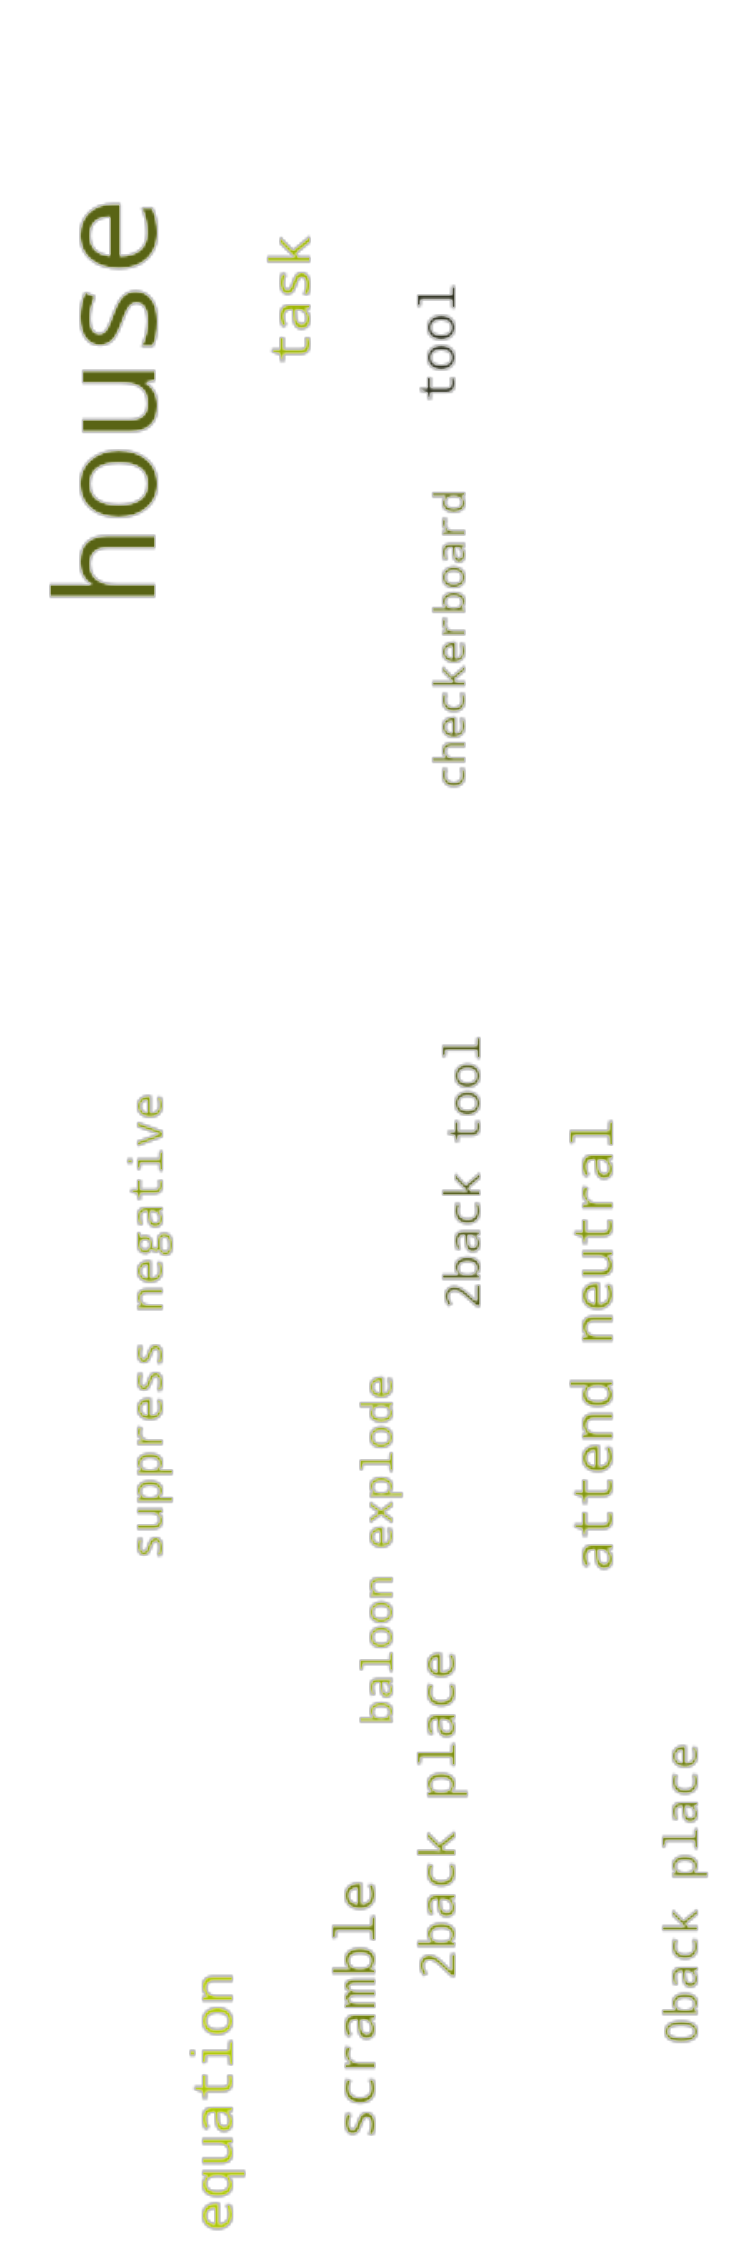 house
task
tool
checkerboard
suppress negative
2back tool
attend neutral
baloon explode
2back place
0back place
scramble
equation